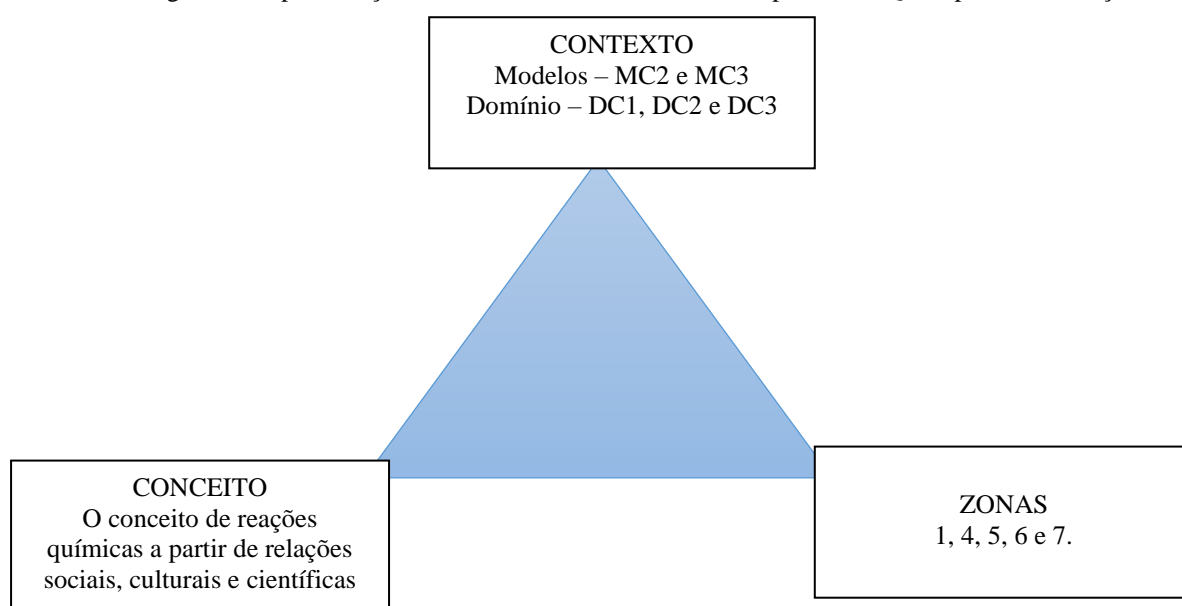 CONTEXTO
Modelos – MC2 e MC3
Domínio – DC1, DC2 e DC3
CONCEITO
O conceito de reações
químicas a partir de relações
sociais, culturais e científicas
ZONAS
1, 4, 5, 6 e 7.